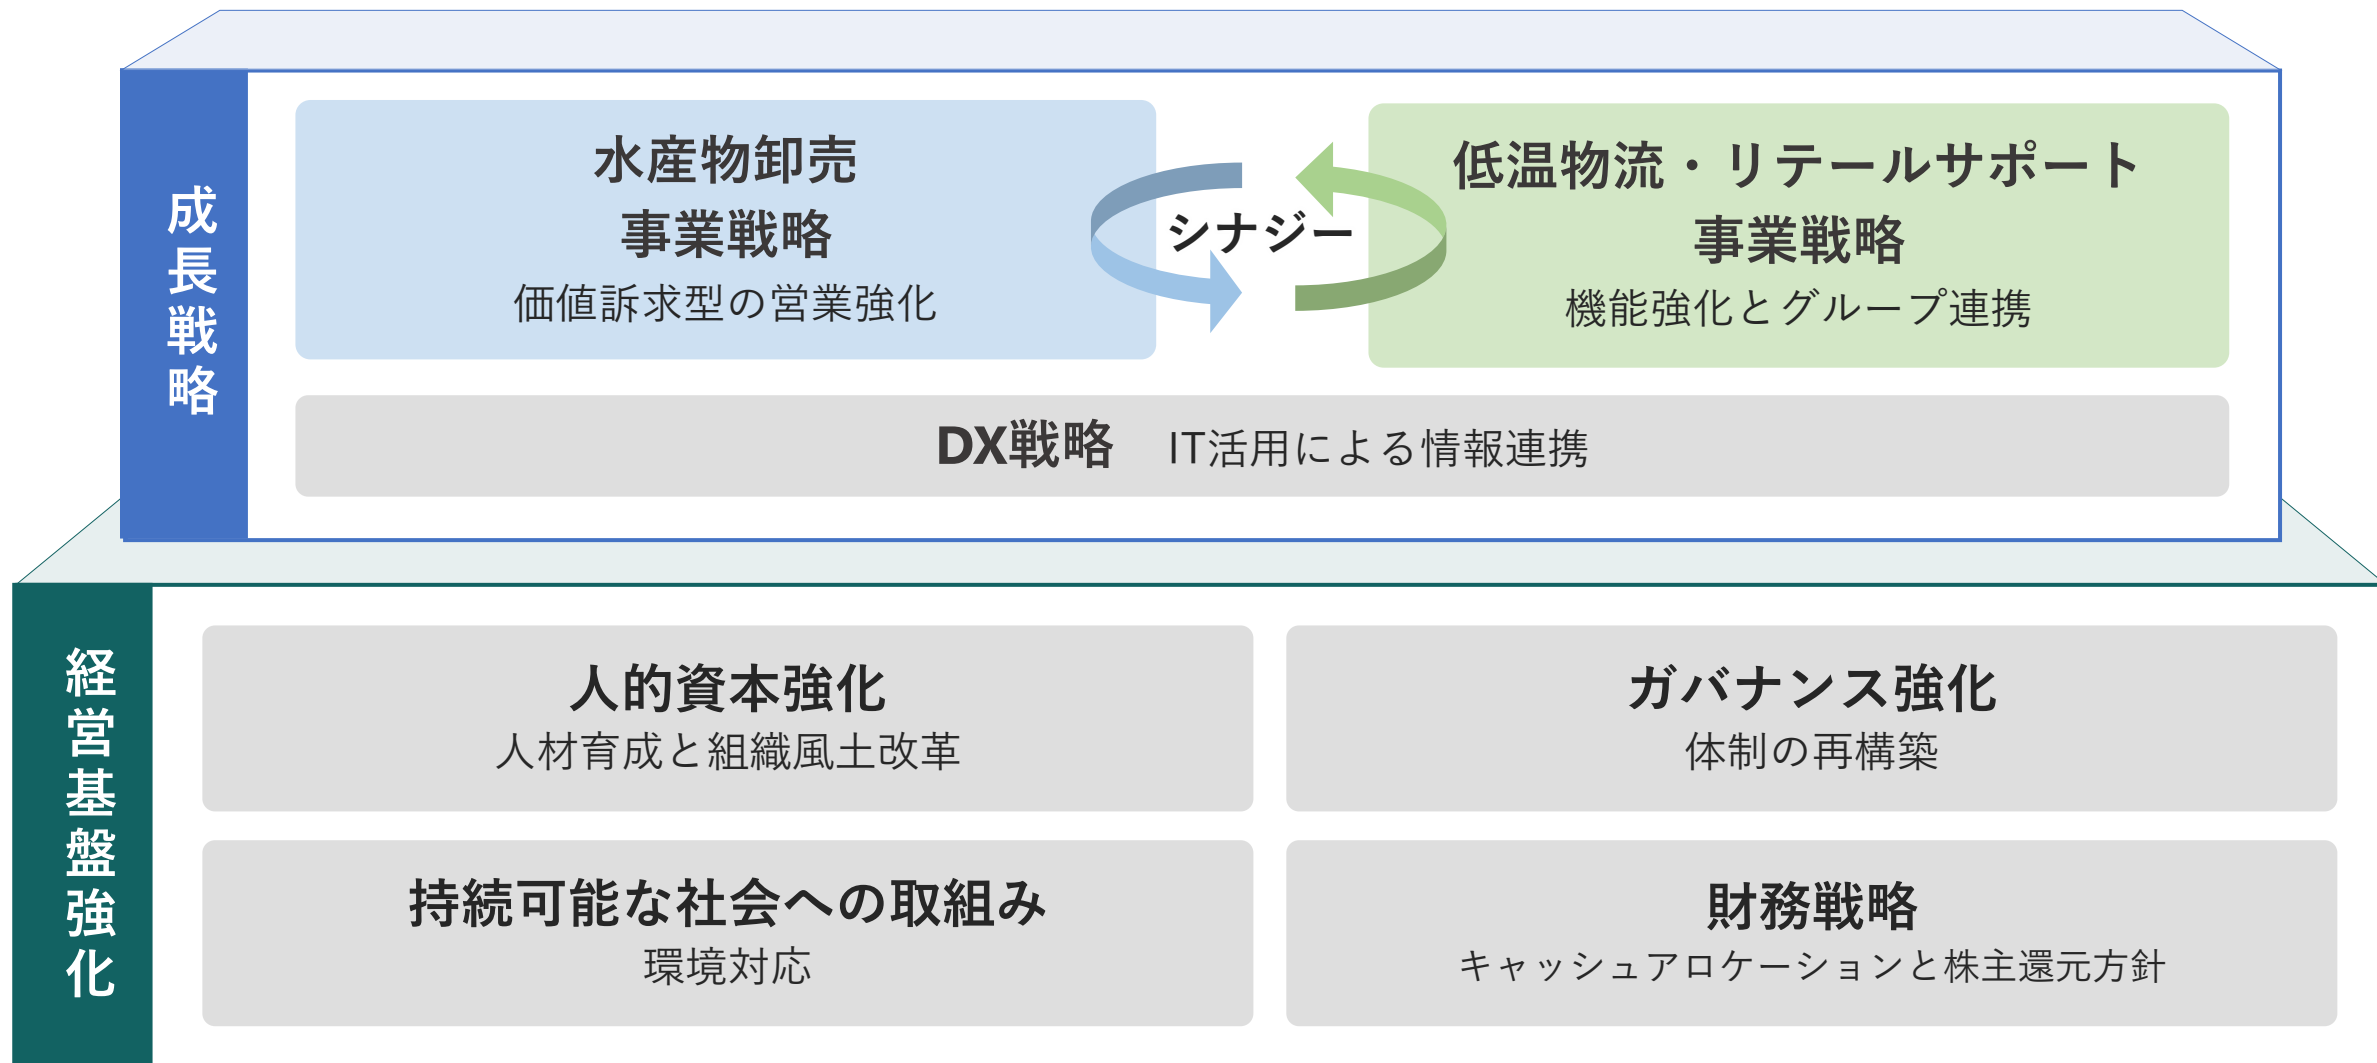 成長戦略
水産物卸売
事業戦略
価値訴求型の営業強化
シナジー
低温物流・リテールサポート
事業戦略
機能強化とグループ連携
DX戦略 IT活用による情報連携
経営基盤強化
人的資本強化
人材育成と組織風土改革
ガバナンス強化
体制の再構築
持続可能な社会への取組み
環境対応
財務戦略
キャッシュアロケーションと株主還元方針